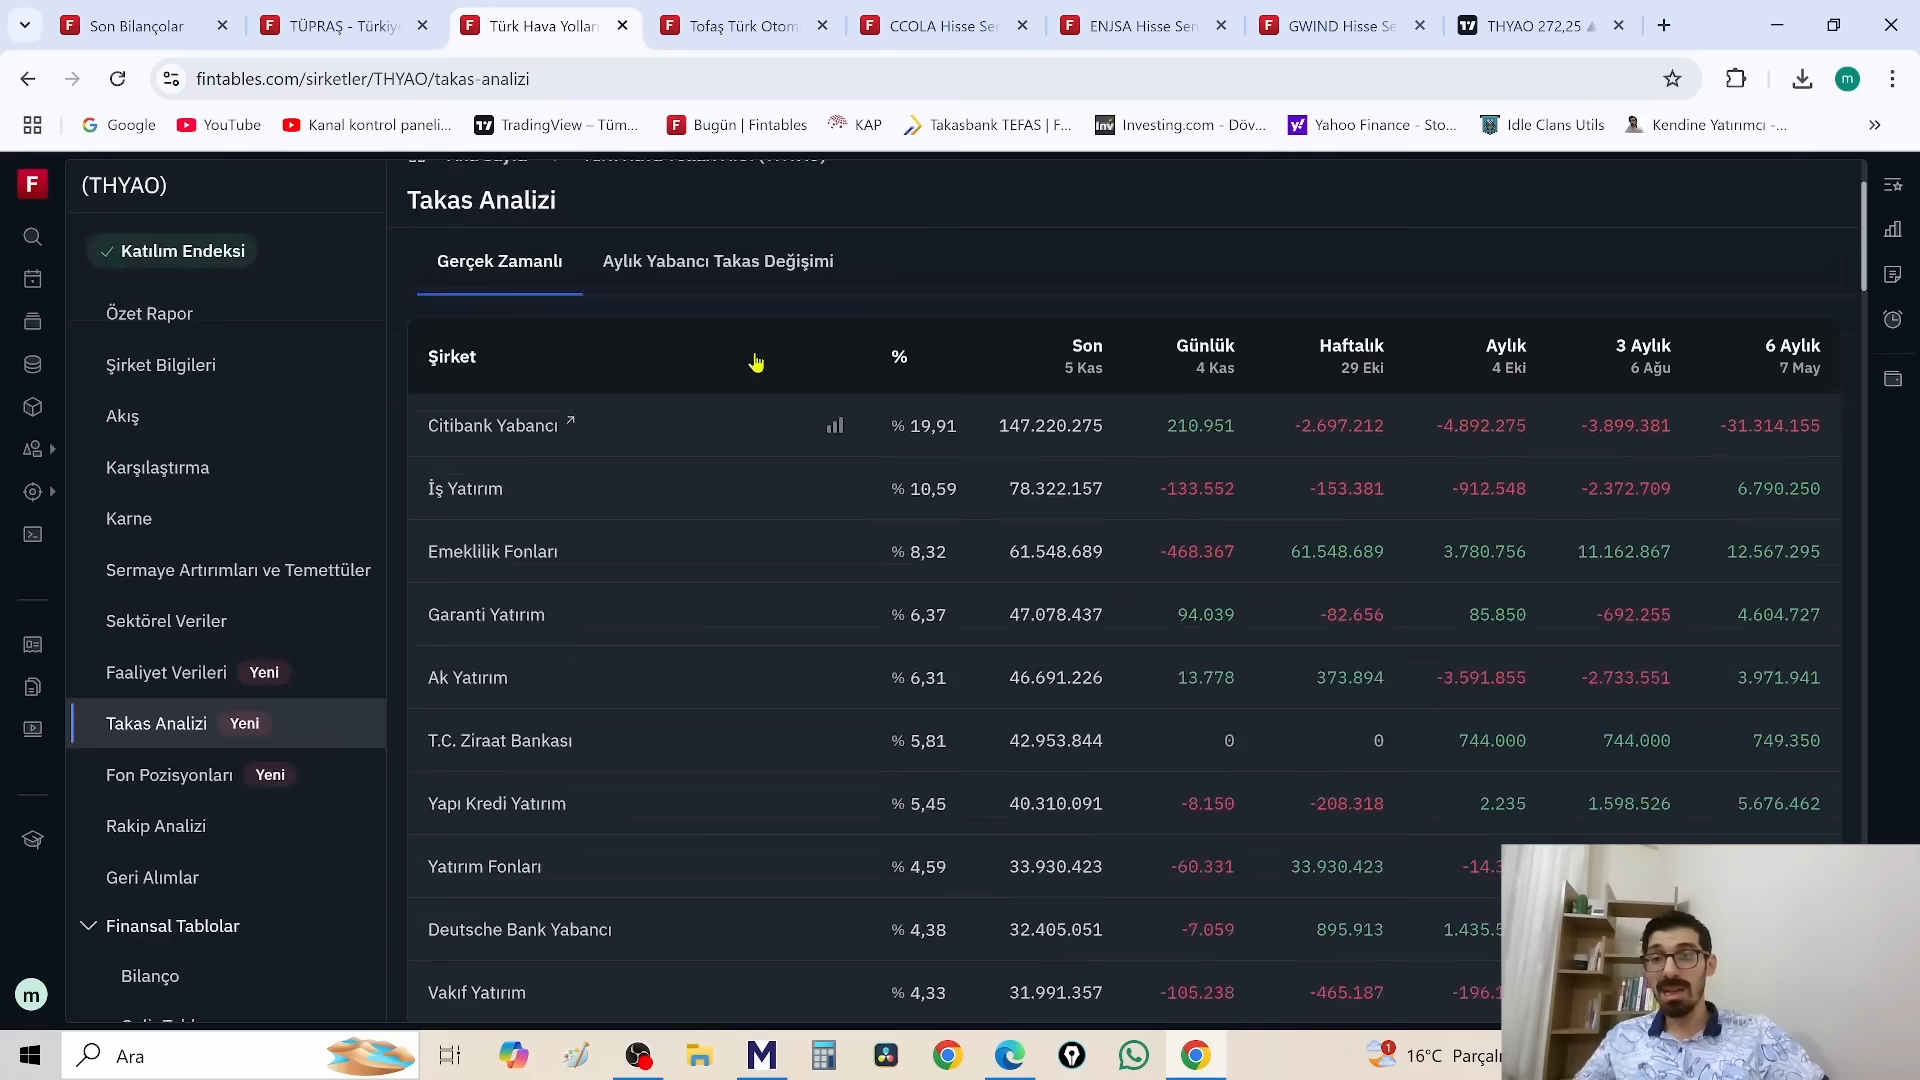 Son Bilançolar
TÜPRAŞ - Türkiye
Türk Hava Yolları
Tofaş Türk Otom
CCOLA Hisse Sen
ENJSA Hisse Sen
GWIND Hisse Se
THYAO 272,25
fintables.com/sirketler/THYAO/takas-analizi
m
Google
YouTube
Kanal kontrol paneli...
TradingView – Tüm...
Bugün | Fintables
KAP
Takasbank TEFAS | F...
Investing.com - Döv...
Yahoo Finance - Sto...
Idle Clans Utils
Kendine Yatırımcı -...
(THYAO)
Katılım Endeksi
Özet Rapor
Şirket Bilgileri
Akış
Karşılaştırma
Karne
Sermaye Artırımları ve Temettüler
Sektörel Veriler
Faaliyet Verileri Yeni
Takas Analizi Yeni
Fon Pozisyonları Yeni
Rakip Analizi
Geri Alımlar
Finansal Tablolar
Bilanço
m
Takas Analizi
Gerçek Zamanlı Aylık Yabancı Takas Değişimi
Şirket % Son Günlük Haftalık Aylık 3 Aylık 6 Aylık
5 Kas 4 Kas 29 Eki 4 Eki 6 Ağu 7 May
Citibank Yabancı % 19,91 147.220.275 210.951 -2.697.212 -4.892.275 -3.899.381 -31.314.155
İş Yatırım % 10,59 78.322.157 -133.552 -153.381 -912.548 -2.372.709 6.790.250
Emeklilik Fonları % 8,32 61.548.689 -468.367 61.548.689 3.780.756 11.162.867 12.567.295
Garanti Yatırım % 6,37 47.078.437 94.039 -82.656 85.850 -692.255 4.604.727
Ak Yatırım % 6,31 46.691.226 13.778 373.894 -3.591.855 -2.733.551 3.971.941
T.C. Ziraat Bankası % 5,81 42.953.844 0 0 744.000 744.000 749.350
Yapı Kredi Yatırım % 5,45 40.310.091 -8.150 -208.318 2.235 1.598.526 5.676.462
Yatırım Fonları % 4,59 33.930.423 -60.331 33.930.423 -14.3
Deutsche Bank Yabancı % 4,38 32.405.051 -7.059 895.913 1.435.5
Vakıf Yatırım % 4,33 31.991.357 -105.238 -465.187 -196.1
Ara
1
16°C Parçalı